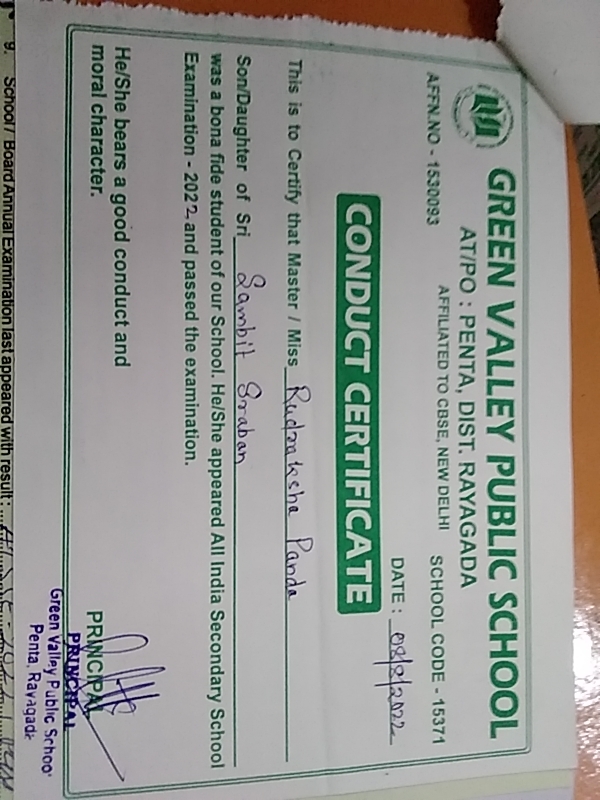 GREEN VALLEY PUBLIC SCHOOL
AT/PO : PENTA, DIST. RAYAGADA
AFFN.NO - 1530093 AFFILIATED TO CBSE, NEW DELHI SCHOOL CODE - 15371
DATE : 08/8/2022
CONDUCT CERTIFICATE
This is to Certify that Master / Miss Rudraksha Panda
Son/Daughter of Sri Sambit Sraban
was a bona fide student of our School. He/She appeared All India Secondary School
Examination - 2022, and passed the examination.
He/She bears a good conduct and
moral character.
PRINCIPAL
PRINCIPAL
Green Valley Public School
Penta, Rayagada
9. School / Board Annual Examination last appeared with result :